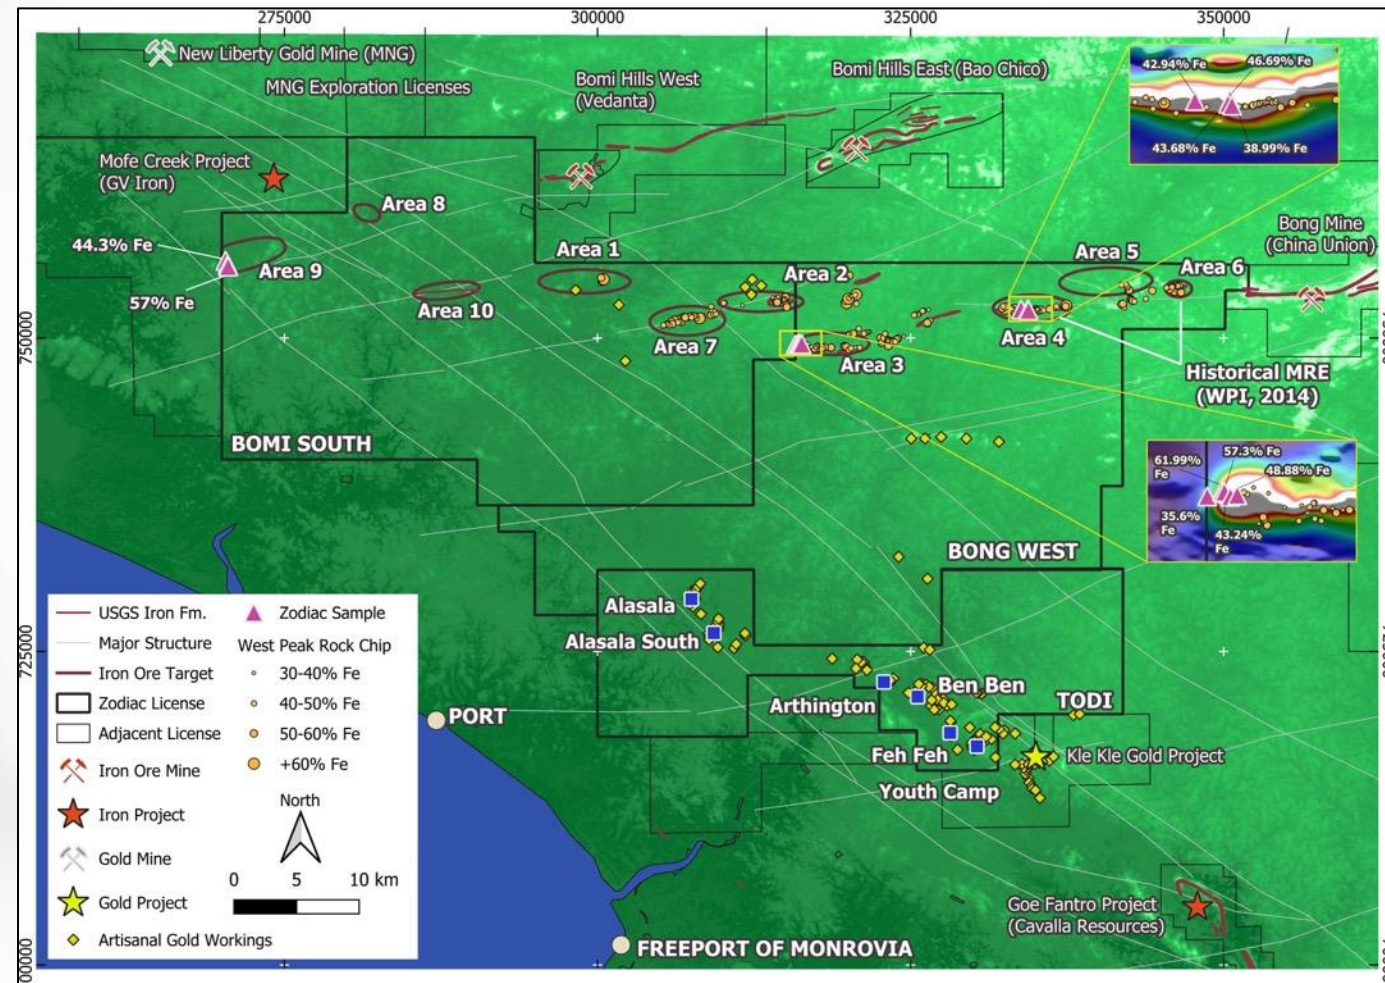 275000
300000
325000
350000
New Liberty Gold Mine (MNG)
MNG Exploration Licenses
Bomi Hills West
(Vedanta)
Bomi Hills East (Bao Chico)
42.94% Fe
46.69% Fe
43.68% Fe
38.99% Fe
Mofe Creek Project
(GV Iron)
Area 8
44.3% Fe
Area 9
57% Fe
Area 10
Area 1
Area 2
Area 7
Area 3
Area 5
Area 6
Area 4
Bong Mine
(China Union)
Historical MRE
(WPI, 2014)
750000
BOMI SOUTH
61.99%
Fe
57.3% Fe
48.88% Fe
35.6%
Fe
43.24%
Fe
BONG WEST
Alasala
Alasala South
725000
Arthington
Ben Ben
TODI
Feh Feh
Kle Kle Gold Project
Youth Camp
PORT
Goe Fantro Project
(Cavalla Resources)
FREEPORT OF MONROVIA
USGS Iron Fm.
Major Structure
Iron Ore Target
Zodiac License
Adjacent License
Iron Ore Mine
Iron Project
Gold Mine
Gold Project
Artisanal Gold Workings
Zodiac Sample
West Peak Rock Chip
30-40% Fe
40-50% Fe
50-60% Fe
+60% Fe
North
0 5 10 km